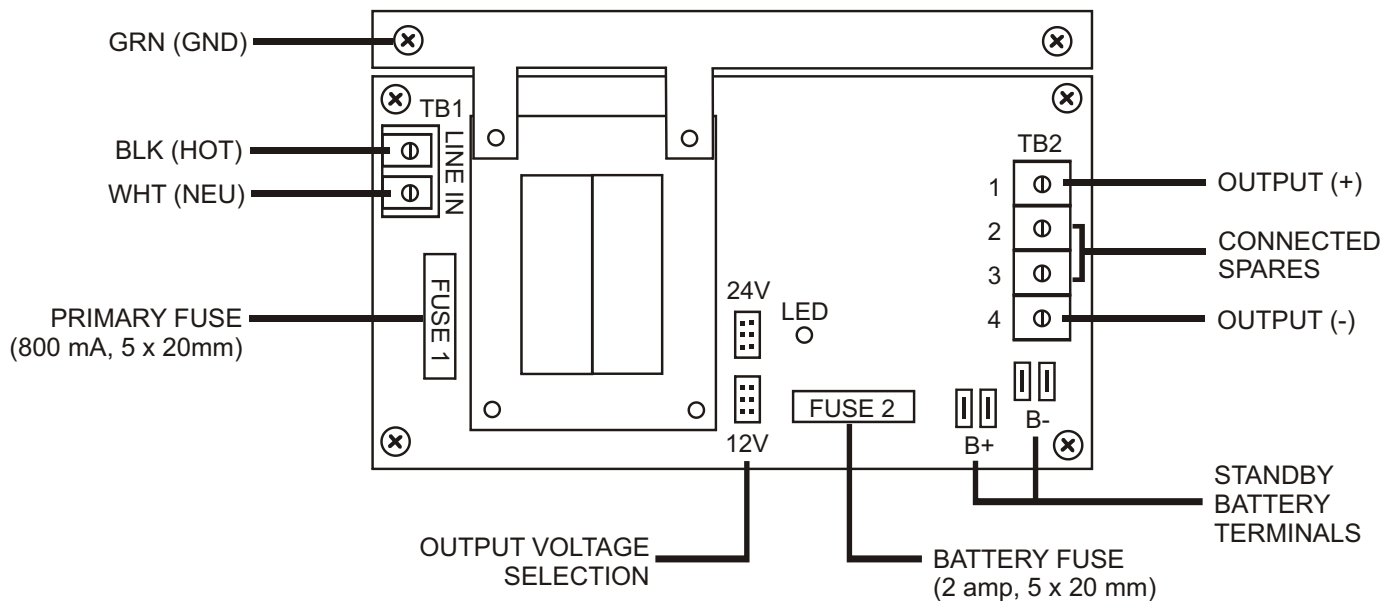 GRN (GND)
TB1
BLK (HOT)
WHT (NEU)
LINE IN
PRIMARY FUSE
(800 mA, 5 x 20mm)
FUSE 1
24V
LED
12V
FUSE 2
TB2
1
2
3
4
OUTPUT (+)
CONNECTED
SPARES
OUTPUT (-)
B-
B+
STANDBY
BATTERY
TERMINALS
OUTPUT VOLTAGE
SELECTION
BATTERY FUSE
(2 amp, 5 x 20 mm)